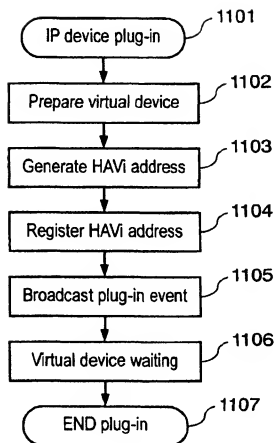 1101
IP device plug-in
1102
Prepare virtual device
1103
Generate HAVi address
1104
Register HAVi address
1105
Broadcast plug-in event
1106
Virtual device waiting
END plug-in
1107